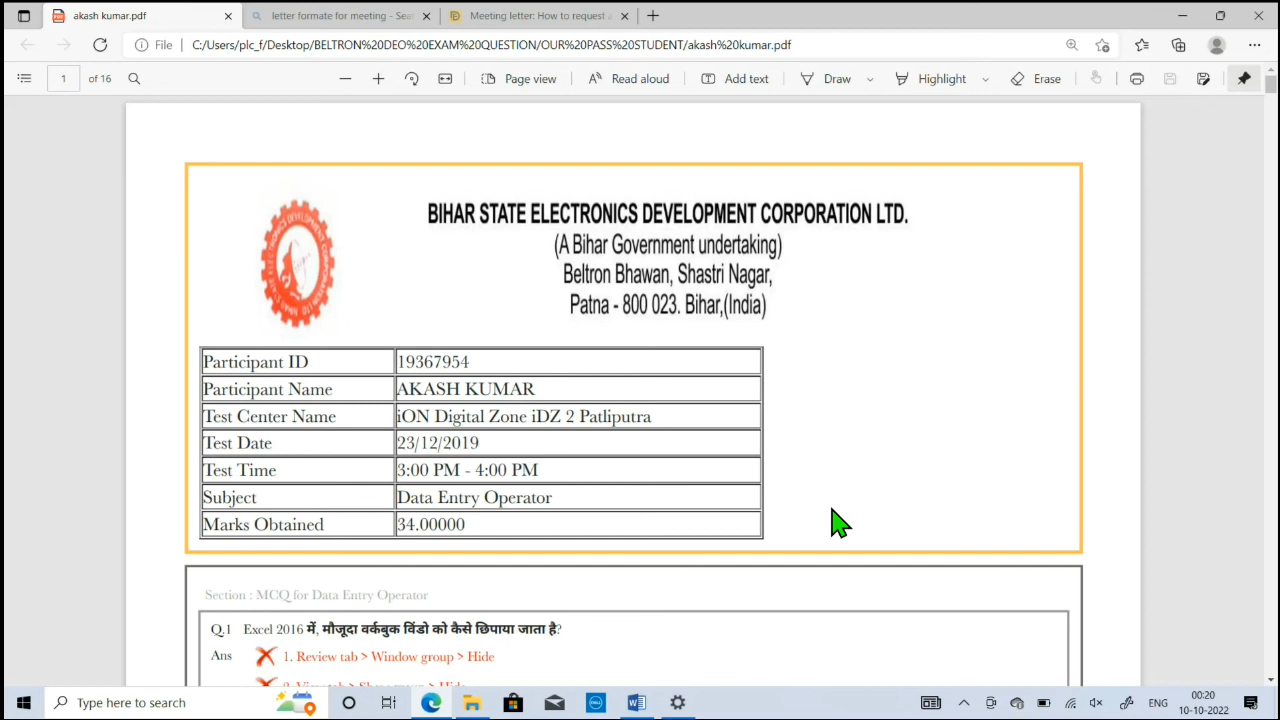 akash kumar.pdf
letter formate for meeting - Sea
Meeting letter: How to request a
File
C:/Users/plc_f/Desktop/BELTRON%20DEO%20EXAM%20QUESTION/OUR%20PASS%20STUDENT/akash%20kumar.pdf
1 of 16
Page view
Read aloud
Add text
Draw
Highlight
Erase
BIHAR STATE ELECTRONICS DEVELOPMENT CORPORATION LTD.
(A Bihar Government undertaking)
Beltron Bhawan, Shastri Nagar,
Patna - 800 023. Bihar,(India)
Participant ID 19367954
Participant Name AKASH KUMAR
Test Center Name iON Digital Zone iDZ 2 Patliputra
Test Date 23/12/2019
Test Time 3:00 PM - 4:00 PM
Subject Data Entry Operator
Marks Obtained 34.00000
Section : MCQ for Data Entry Operator
Q.1 Excel 2016 में, मौजूदा वर्कबुक विंडो को कैसे छिपाया जाता है?
Ans 1. Review tab > Window group > Hide
Type here to search
ENG
00:20
10-10-2022